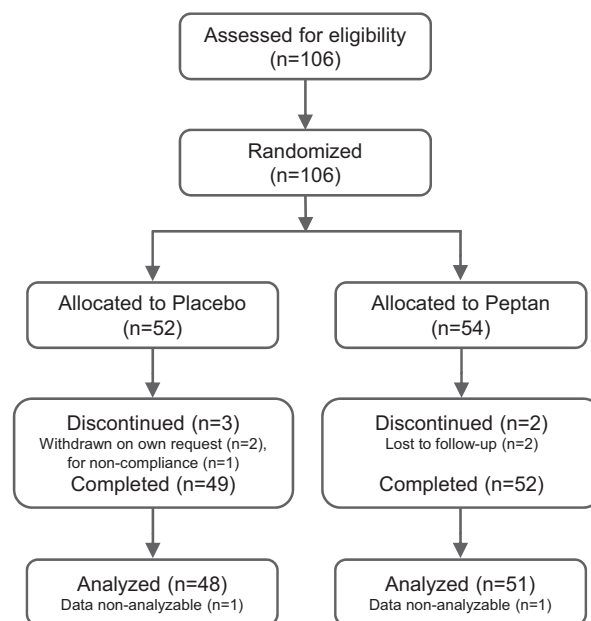 Assessed for eligibility
(n=106)
Randomized
(n=106)
Allocated to Placebo
(n=52)
Allocated to Peptan
(n=54)
Discontinued (n=3)
Withdrawn on own request (n=2),
for non-compliance (n=1)
Completed (n=49)
Discontinued (n=2)
Lost to follow-up (n=2)
Completed (n=52)
Analyzed (n=48)
Data non-analyzable (n=1)
Analyzed (n=51)
Data non-analyzable (n=1)